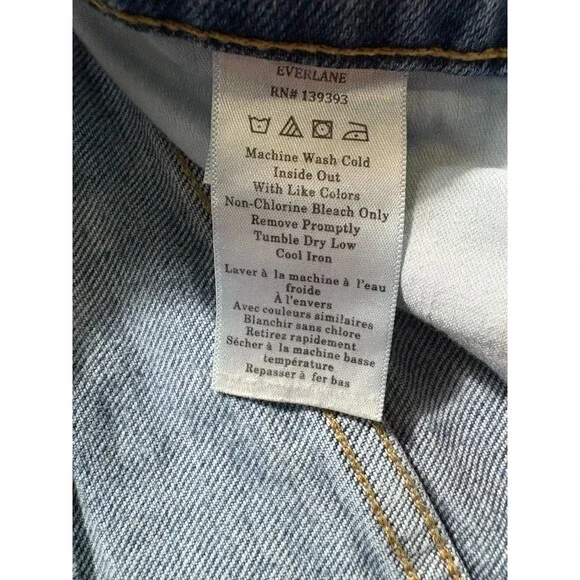 EVERLANE
RN# 139393
Machine Wash Cold
Inside Out
With Like Colors
Non-Chlorine Bleach Only
Remove Promptly
Tumble Dry Low
Cool Iron
Laver à la machine à l'eau
froide
À l'envers
Avec couleurs similaires
Blanchir sans chlore
Retirez rapidement
Sécher à la machine basse
température
Repasser à fer bas